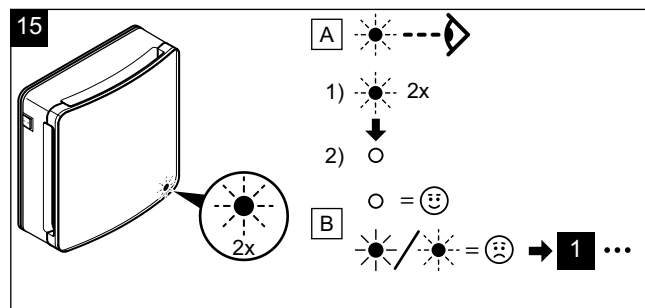 15
2x
A
1) 2x
2)
=
B
/ = 1 ...